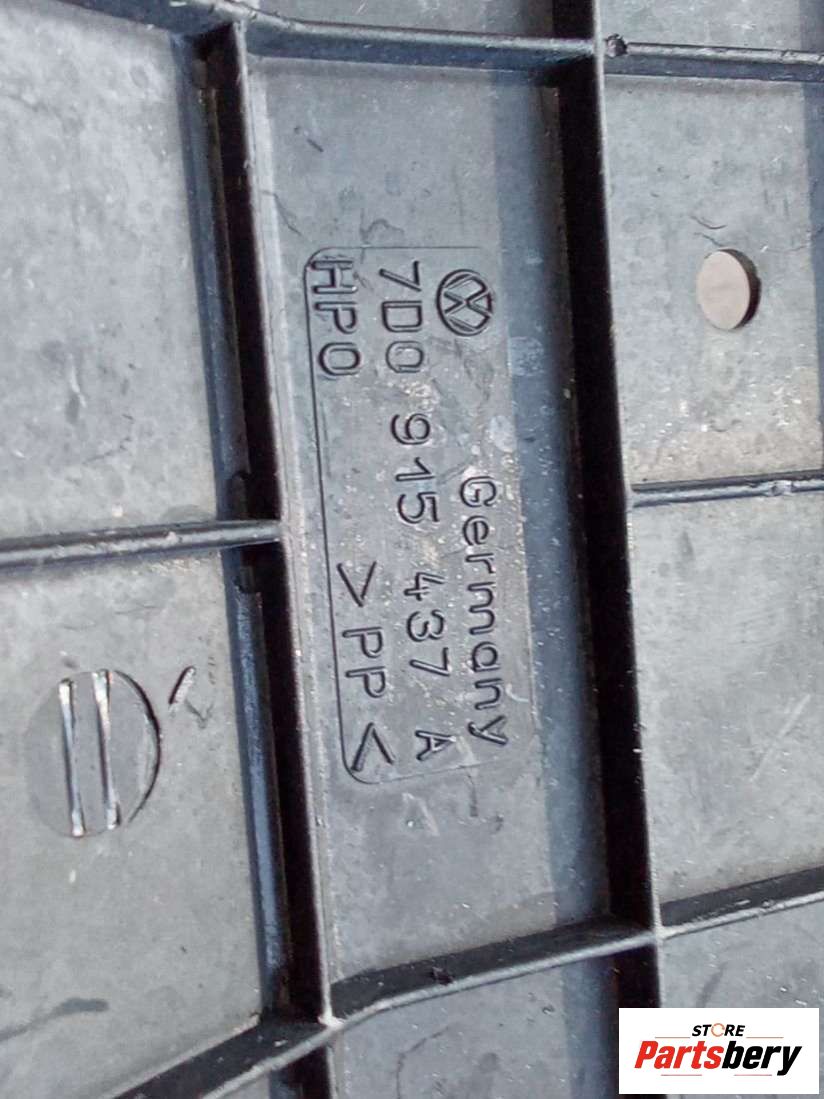 Germany
7D0 915 437 A
HPO >PP<
STORE
Partsbery